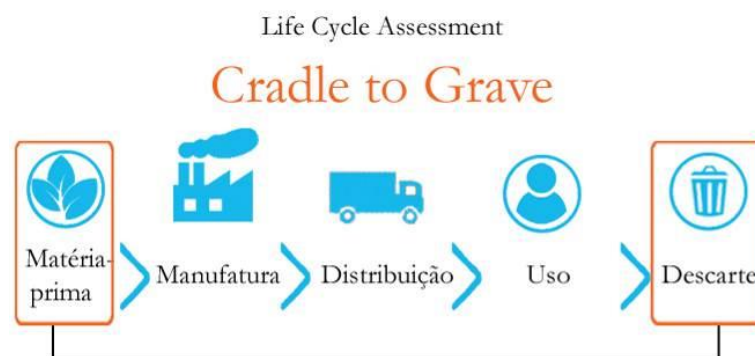 Life Cycle Assessment
Cradle to Grave
Matéria-
prima
Manufatura
Distribuição
Uso
Descarte